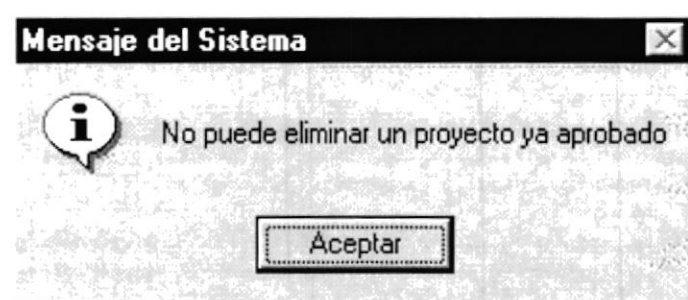 Mensaje del Sistema
No puede eliminar un proyecto ya aprobado
Aceptar